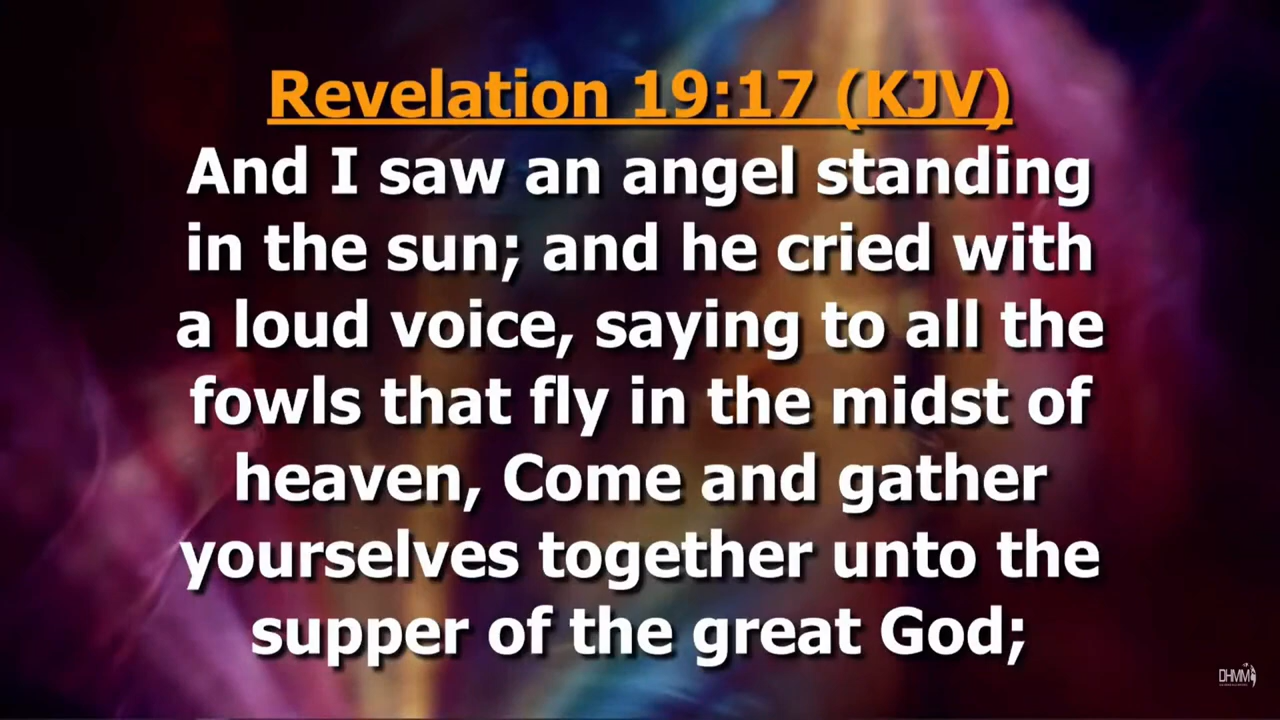 Revelation 19:17 (KJV)
And I saw an angel standing
in the sun; and he cried with
a loud voice, saying to all the
fowls that fly in the midst of
heaven, Come and gather
yourselves together unto the
supper of the great God;
DHMM